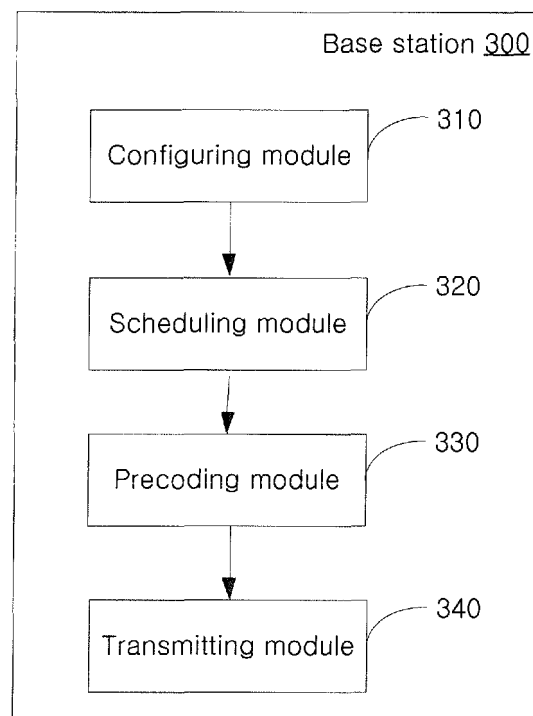 Base station 300
310
Configuring module
320
Scheduling module
330
Precoding module
340
Transmitting module